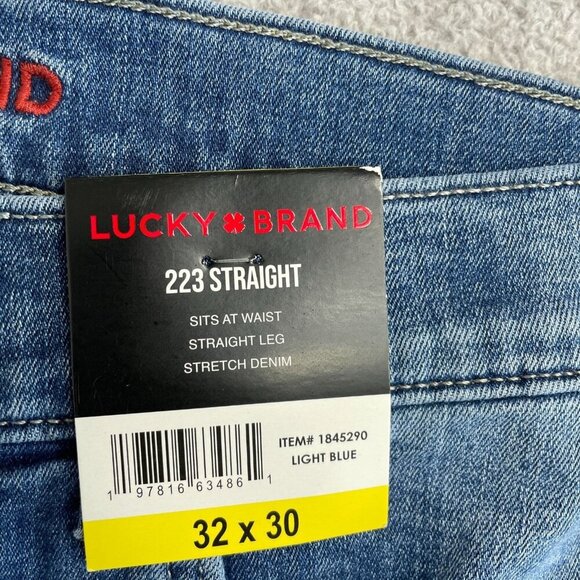 ND
LUCKY BRAND
223 STRAIGHT
SITS AT WAIST
STRAIGHT LEG
STRETCH DENIM
ITEM# 1845290
LIGHT BLUE
1 97816 63486 1
32 x 30